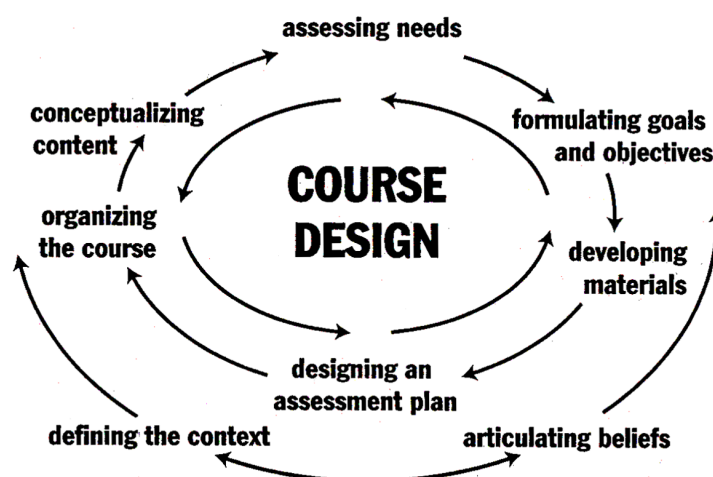 assessing needs
conceptualizing
content
formulating goals
and objectives
COURSE
DESIGN
organizing
the course
developing
materials
designing an
assessment plan
defining the context
articulating beliefs